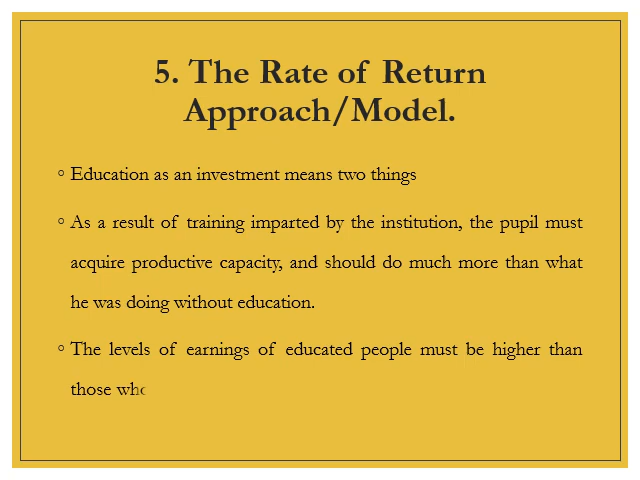 5. The Rate of Return
Approach/Model.
◦ Education as an investment means two things
◦ As a result of training imparted by the institution, the pupil must
acquire productive capacity, and should do much more than what
he was doing without education.
◦ The levels of earnings of educated people must be higher than
those who